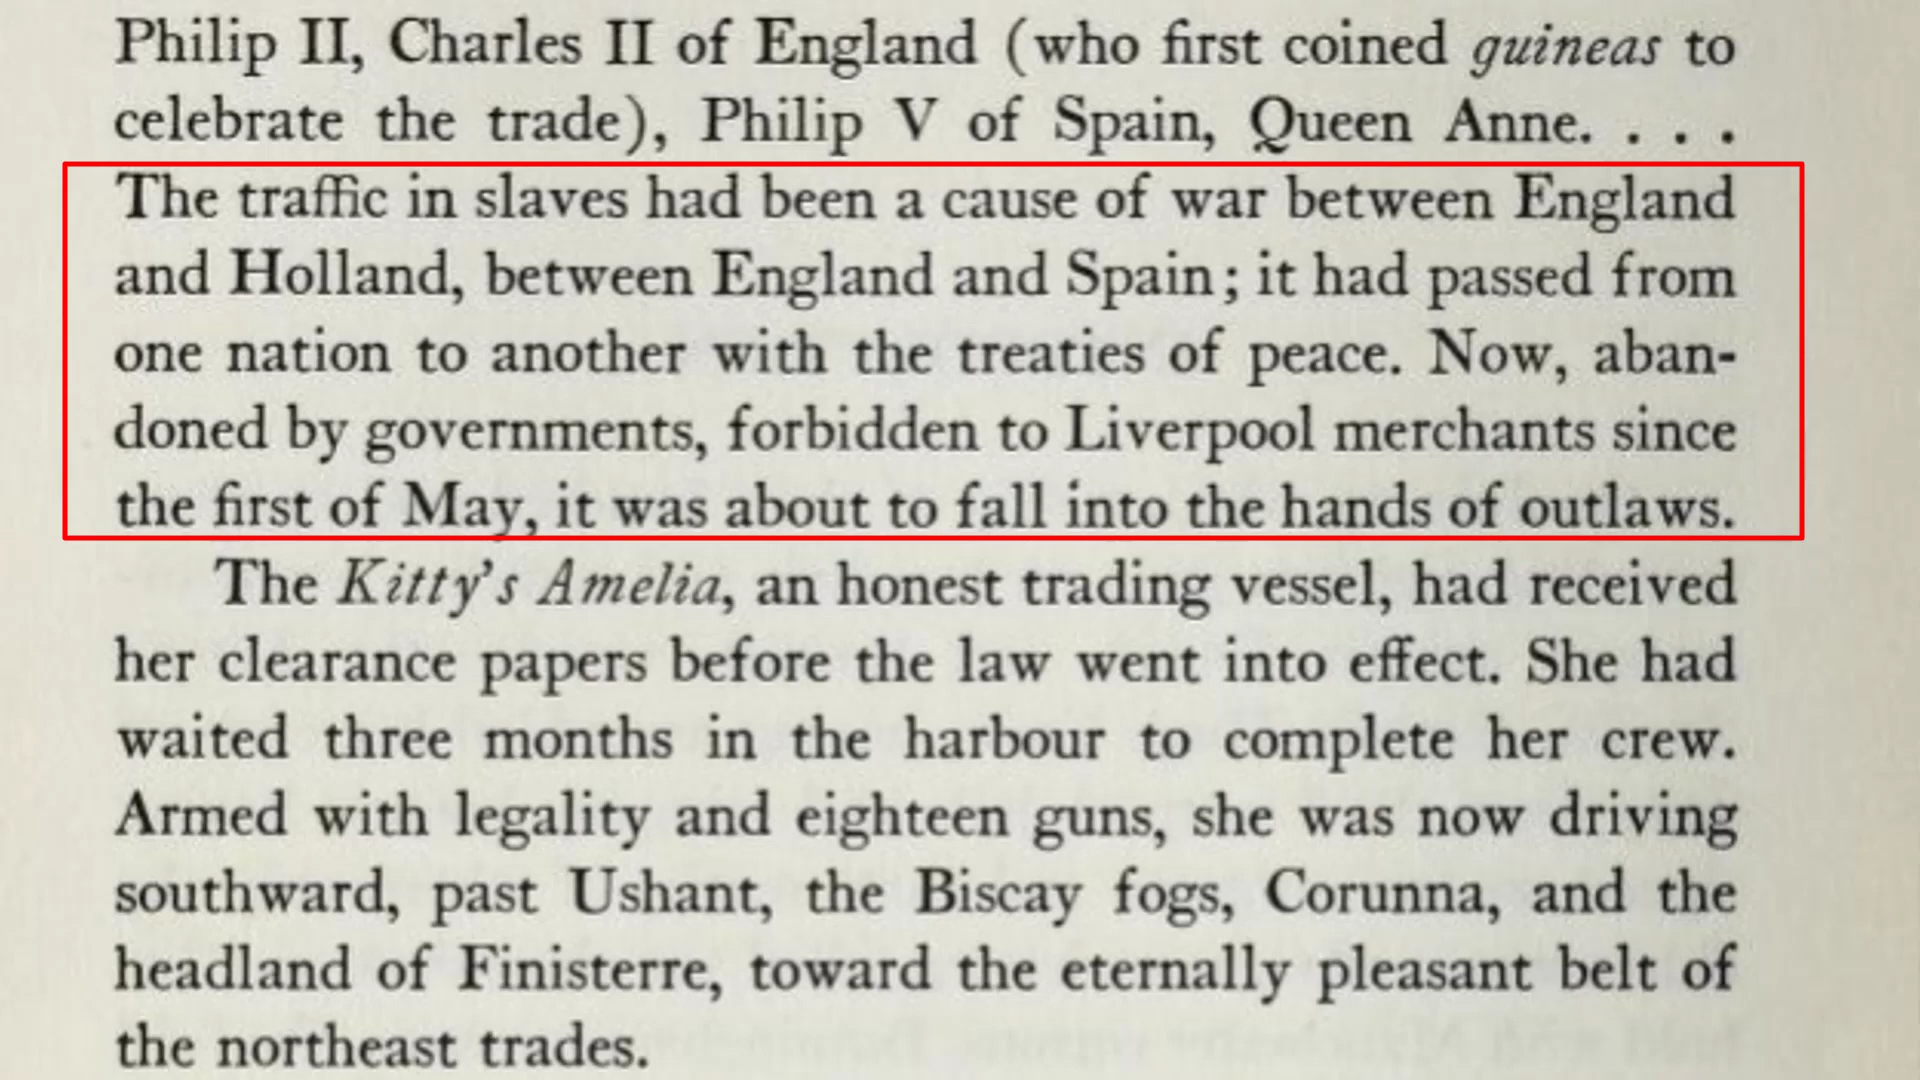 Philip II, Charles II of England (who first coined guineas to
celebrate the trade), Philip V of Spain, Queen Anne. . . .
The traffic in slaves had been a cause of war between England
and Holland, between England and Spain; it had passed from
one nation to another with the treaties of peace. Now, aban-
doned by governments, forbidden to Liverpool merchants since
the first of May, it was about to fall into the hands of outlaws.
The Kitty's Amelia, an honest trading vessel, had received
her clearance papers before the law went into effect. She had
waited three months in the harbour to complete her crew.
Armed with legality and eighteen guns, she was now driving
southward, past Ushant, the Biscay fogs, Corunna, and the
headland of Finisterre, toward the eternally pleasant belt of
the northeast trades.